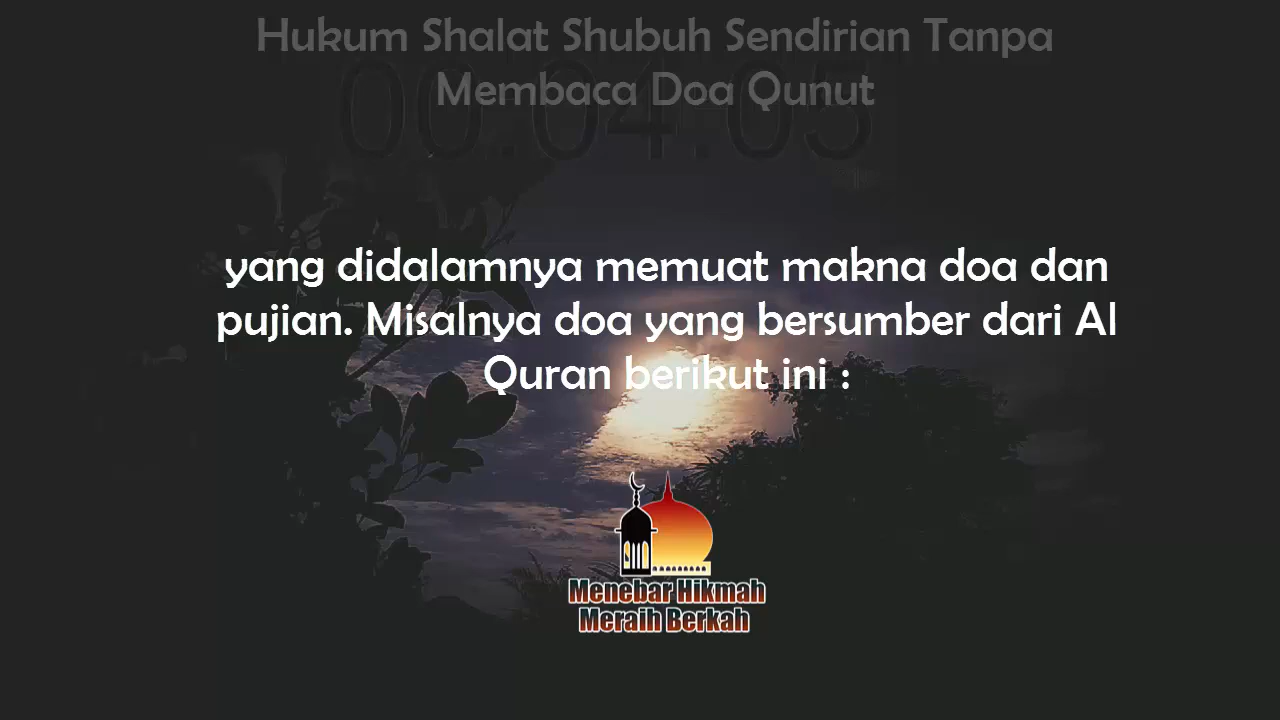 Hukum Shalat Shubuh Sendirian Tanpa
Membaca Doa Qunut
00:04:05
yang didalamnya memuat makna doa dan
pujian. Misalnya doa yang bersumber dari Al
Quran berikut ini :
Menebar Hikmah
Meraih Berkah